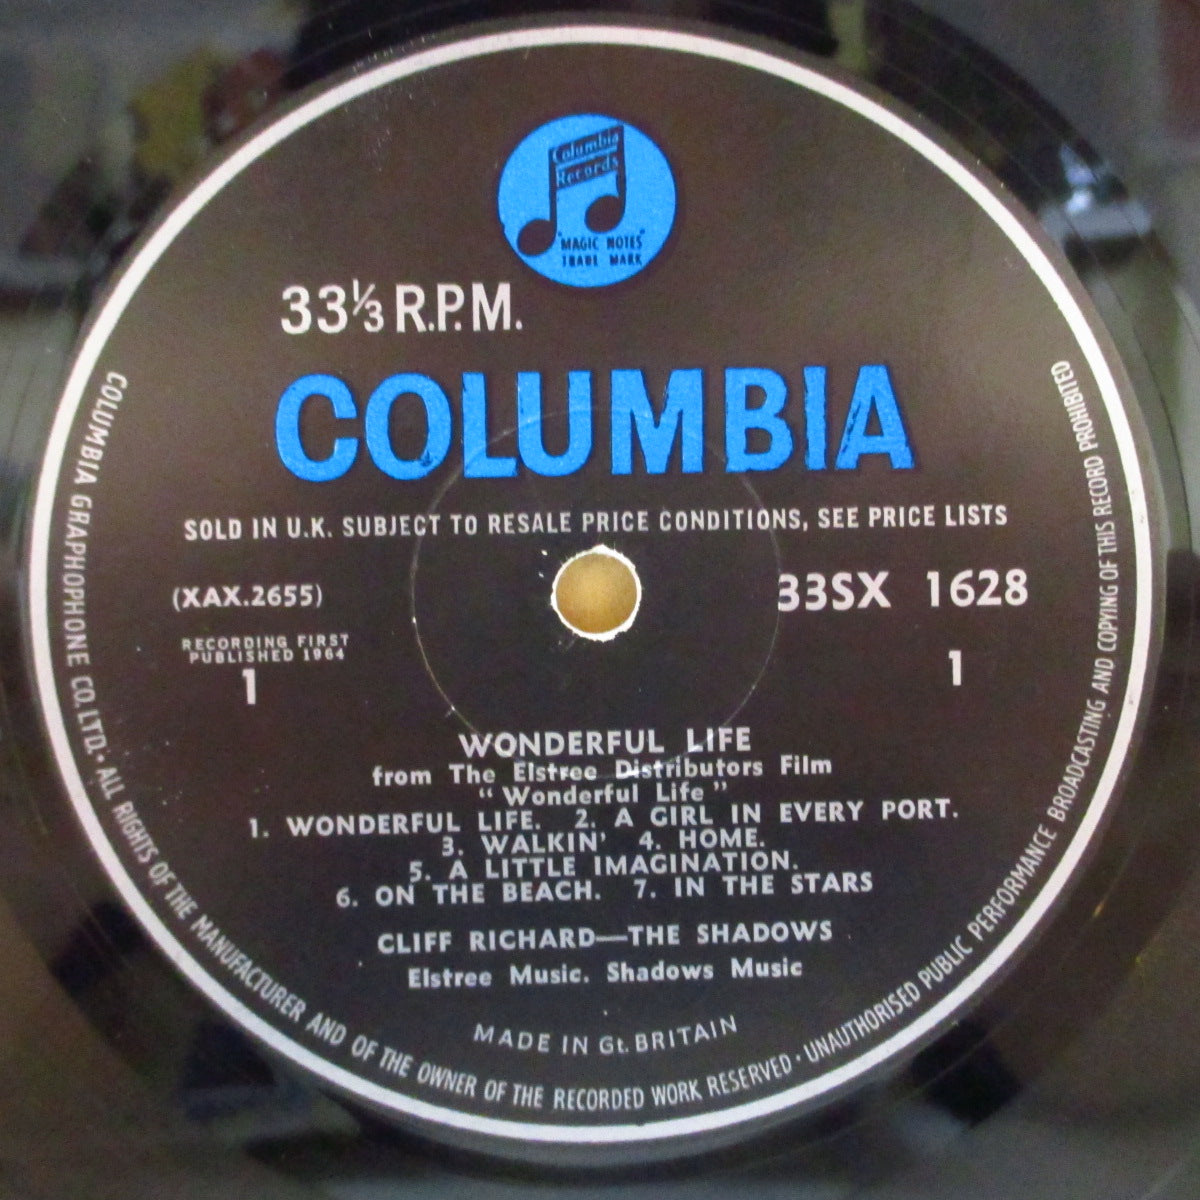 Columbia
Records
"MAGIC NOTES"
TRADE MARK
33⅓ R.P.M.
COLUMBIA
SOLD IN U.K. SUBJECT TO RESALE PRICE CONDITIONS, SEE PRICE LISTS
(XAX.2655)
33SX 1628
RECORDING FIRST
PUBLISHED 1964
1
1
WONDERFUL LIFE
from The Elstree Distributors Film
“Wonderful Life”
1. WONDERFUL LIFE. 2. A GIRL IN EVERY PORT.
3. WALKIN' 4. HOME.
5. A LITTLE IMAGINATION.
6. ON THE BEACH. 7. IN THE STARS
CLIFF RICHARD—THE SHADOWS
Elstree Music. Shadows Music
MADE IN Gt. BRITAIN
COLUMBIA GRAPHOPHONE CO. LTD. • ALL RIGHTS OF THE MANUFACTURER AND OF THE OWNER OF THE RECORDED WORK RESERVED • UNAUTHORISED PUBLIC PERFORMANCE BROADCASTING AND COPYING OF THIS RECORD PROHIBITED